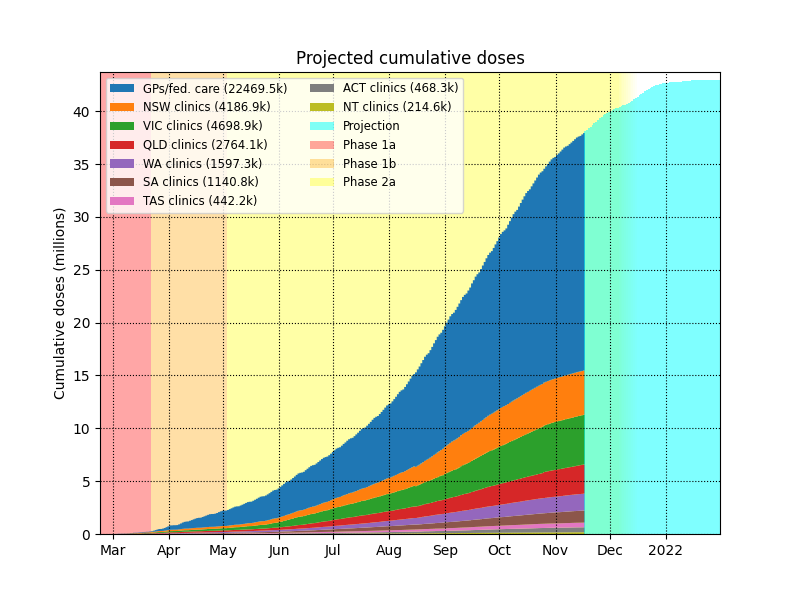 Projected cumulative doses
GPs/fed. care (22469.5k)
NSW clinics (4186.9k)
VIC clinics (4698.9k)
QLD clinics (2764.1k)
WA clinics (1597.3k)
SA clinics (1140.8k)
TAS clinics (442.2k)
ACT clinics (468.3k)
NT clinics (214.6k)
Projection
Phase 1a
Phase 1b
Phase 2a
Cumulative doses (millions)
40
35
30
25
20
15
10
5
0
Mar Apr May Jun Jul Aug Sep Oct Nov Dec 2022